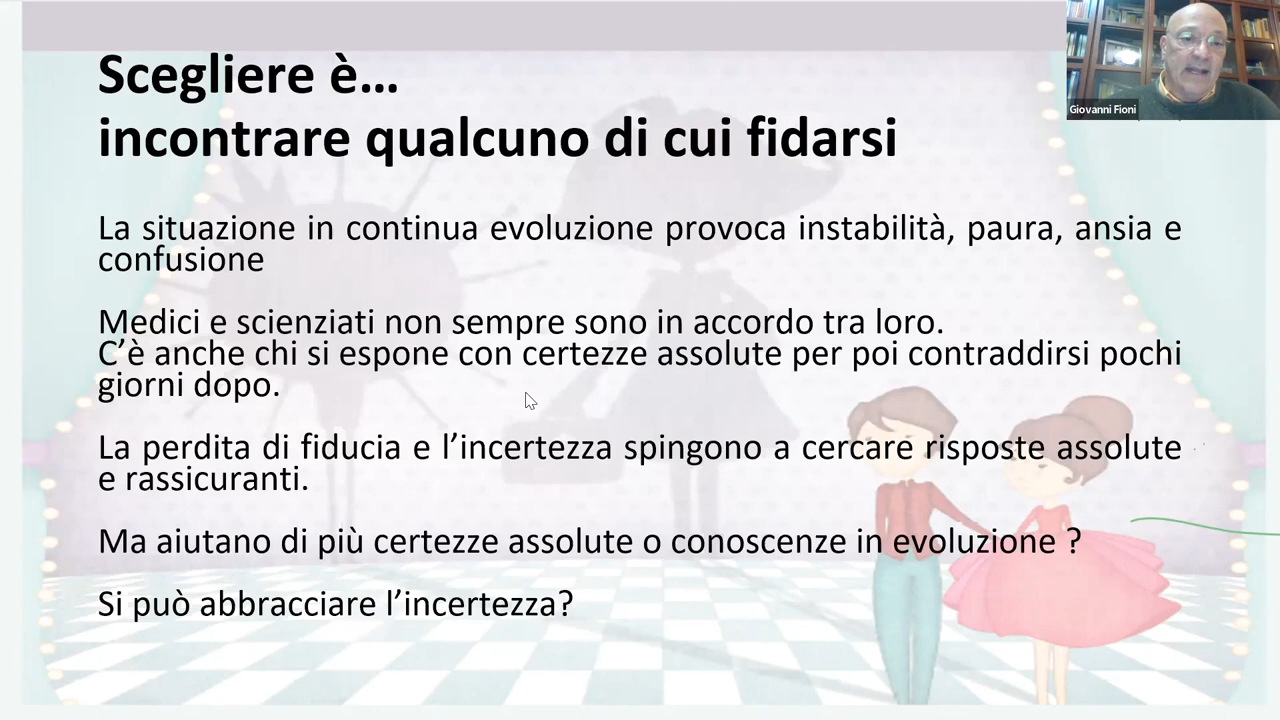 Scegliere è...
incontrare qualcuno di cui fidarsi
Giovanni Fioni
La situazione in continua evoluzione provoca instabilità, paura, ansia e
confusione
Medici e scienziati non sempre sono in accordo tra loro.
C’è anche chi si espone con certezze assolute per poi contraddirsi pochi
giorni dopo.
La perdita di fiducia e l’incertezza spingono a cercare risposte assolute
e rassicuranti.
Ma aiutano di più certezze assolute o conoscenze in evoluzione ?
Si può abbracciare l’incertezza?